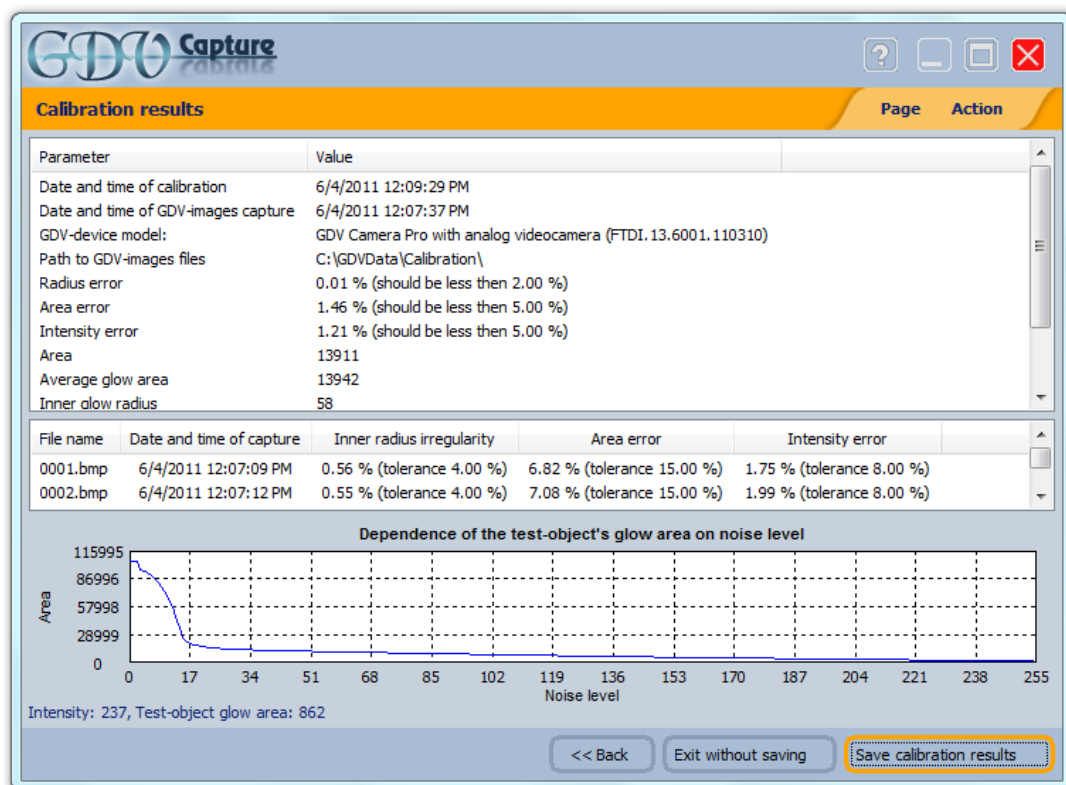 GDV Capture
?
Calibration results Page Action
Parameter Value
Date and time of calibration 6/4/2011 12:09:29 PM
Date and time of GDV-images capture 6/4/2011 12:07:37 PM
GDV-device model: GDV Camera Pro with analog videocamera (FTDI.13.6001.110310)
Path to GDV-images files C:\GDVData\Calibration\
Radius error 0.01 % (should be less then 2.00 %)
Area error 1.46 % (should be less then 5.00 %)
Intensity error 1.21 % (should be less then 5.00 %)
Area 13911
Average glow area 13942
Inner glow radius 58
File name Date and time of capture Inner radius irregularity Area error Intensity error
0001.bmp 6/4/2011 12:07:09 PM 0.56 % (tolerance 4.00 %) 6.82 % (tolerance 15.00 %) 1.75 % (tolerance 8.00 %)
0002.bmp 6/4/2011 12:07:12 PM 0.55 % (tolerance 4.00 %) 7.08 % (tolerance 15.00 %) 1.99 % (tolerance 8.00 %)
Dependence of the test-object's glow area on noise level
115995
86996
57998
28999
0
Area
0 17 34 51 68 85 102 119 136 153 170 187 204 221 238 255
Noise level
Intensity: 237, Test-object glow area: 862
<< Back Exit without saving Save calibration results